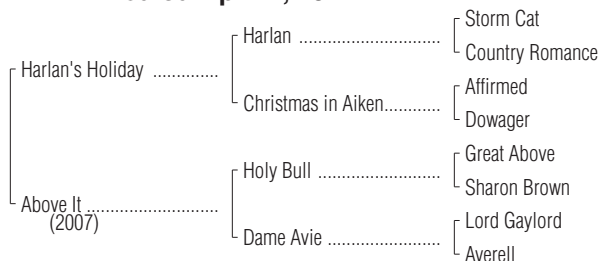 Storm Cat
Harlan
Country Romance
Harlan's Holiday
Affirmed
Christmas in Aiken
Dowager
Great Above
Holy Bull
Sharon Brown
Above It
(2007)
Lord Gaylord
Dame Avie
Averell